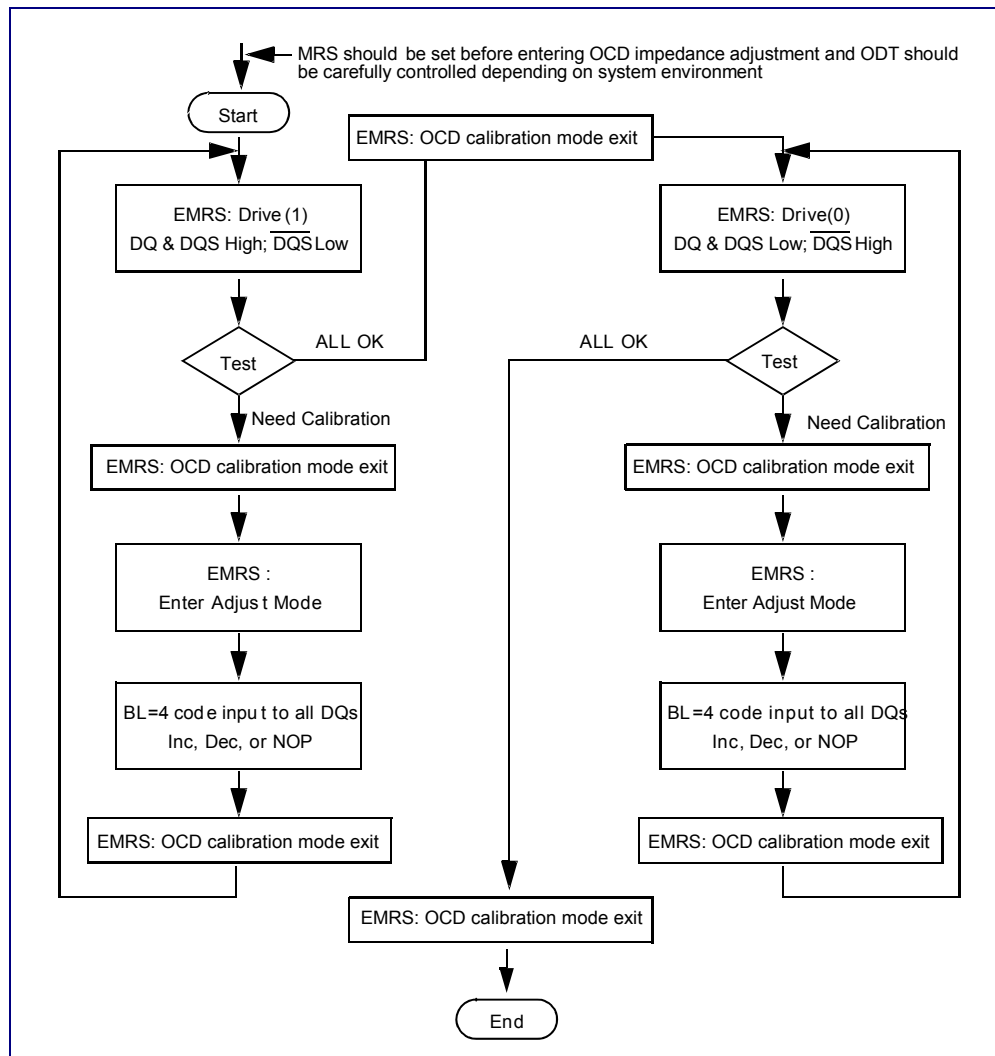 MRS should be set before entering OCD impedance adjustment and ODT should
be carefully controlled depending on system environment
Start
EMRS: OCD calibration mode exit
EMRS: Drive (1)
DQ & DQS High; D̅Q̅S̅ Low
Test
ALL OK
Need Calibration
EMRS: OCD calibration mode exit
EMRS :
Enter Adjust Mode
BL=4 code input to all DQs
Inc, Dec, or NOP
EMRS: OCD calibration mode exit
EMRS: Drive(0)
DQ & DQS Low; D̅Q̅S̅ High
Test
ALL OK
Need Calibration
EMRS: OCD calibration mode exit
EMRS :
Enter Adjust Mode
BL=4 code input to all DQs
Inc, Dec, or NOP
EMRS: OCD calibration mode exit
EMRS: OCD calibration mode exit
End